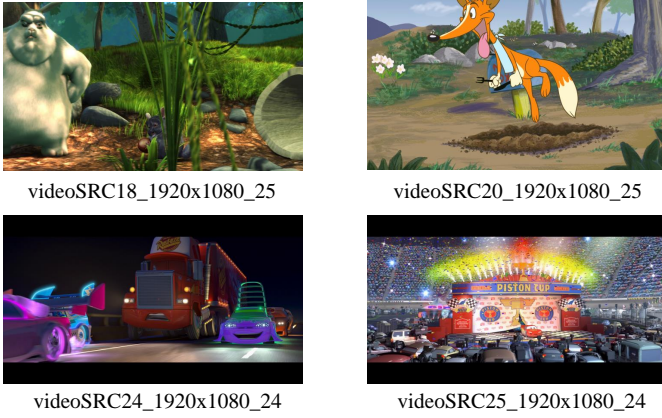 videoSRC18_1920x1080_25
videoSRC20_1920x1080_25
PISTON CUP
videoSRC24_1920x1080_24
videoSRC25_1920x1080_24